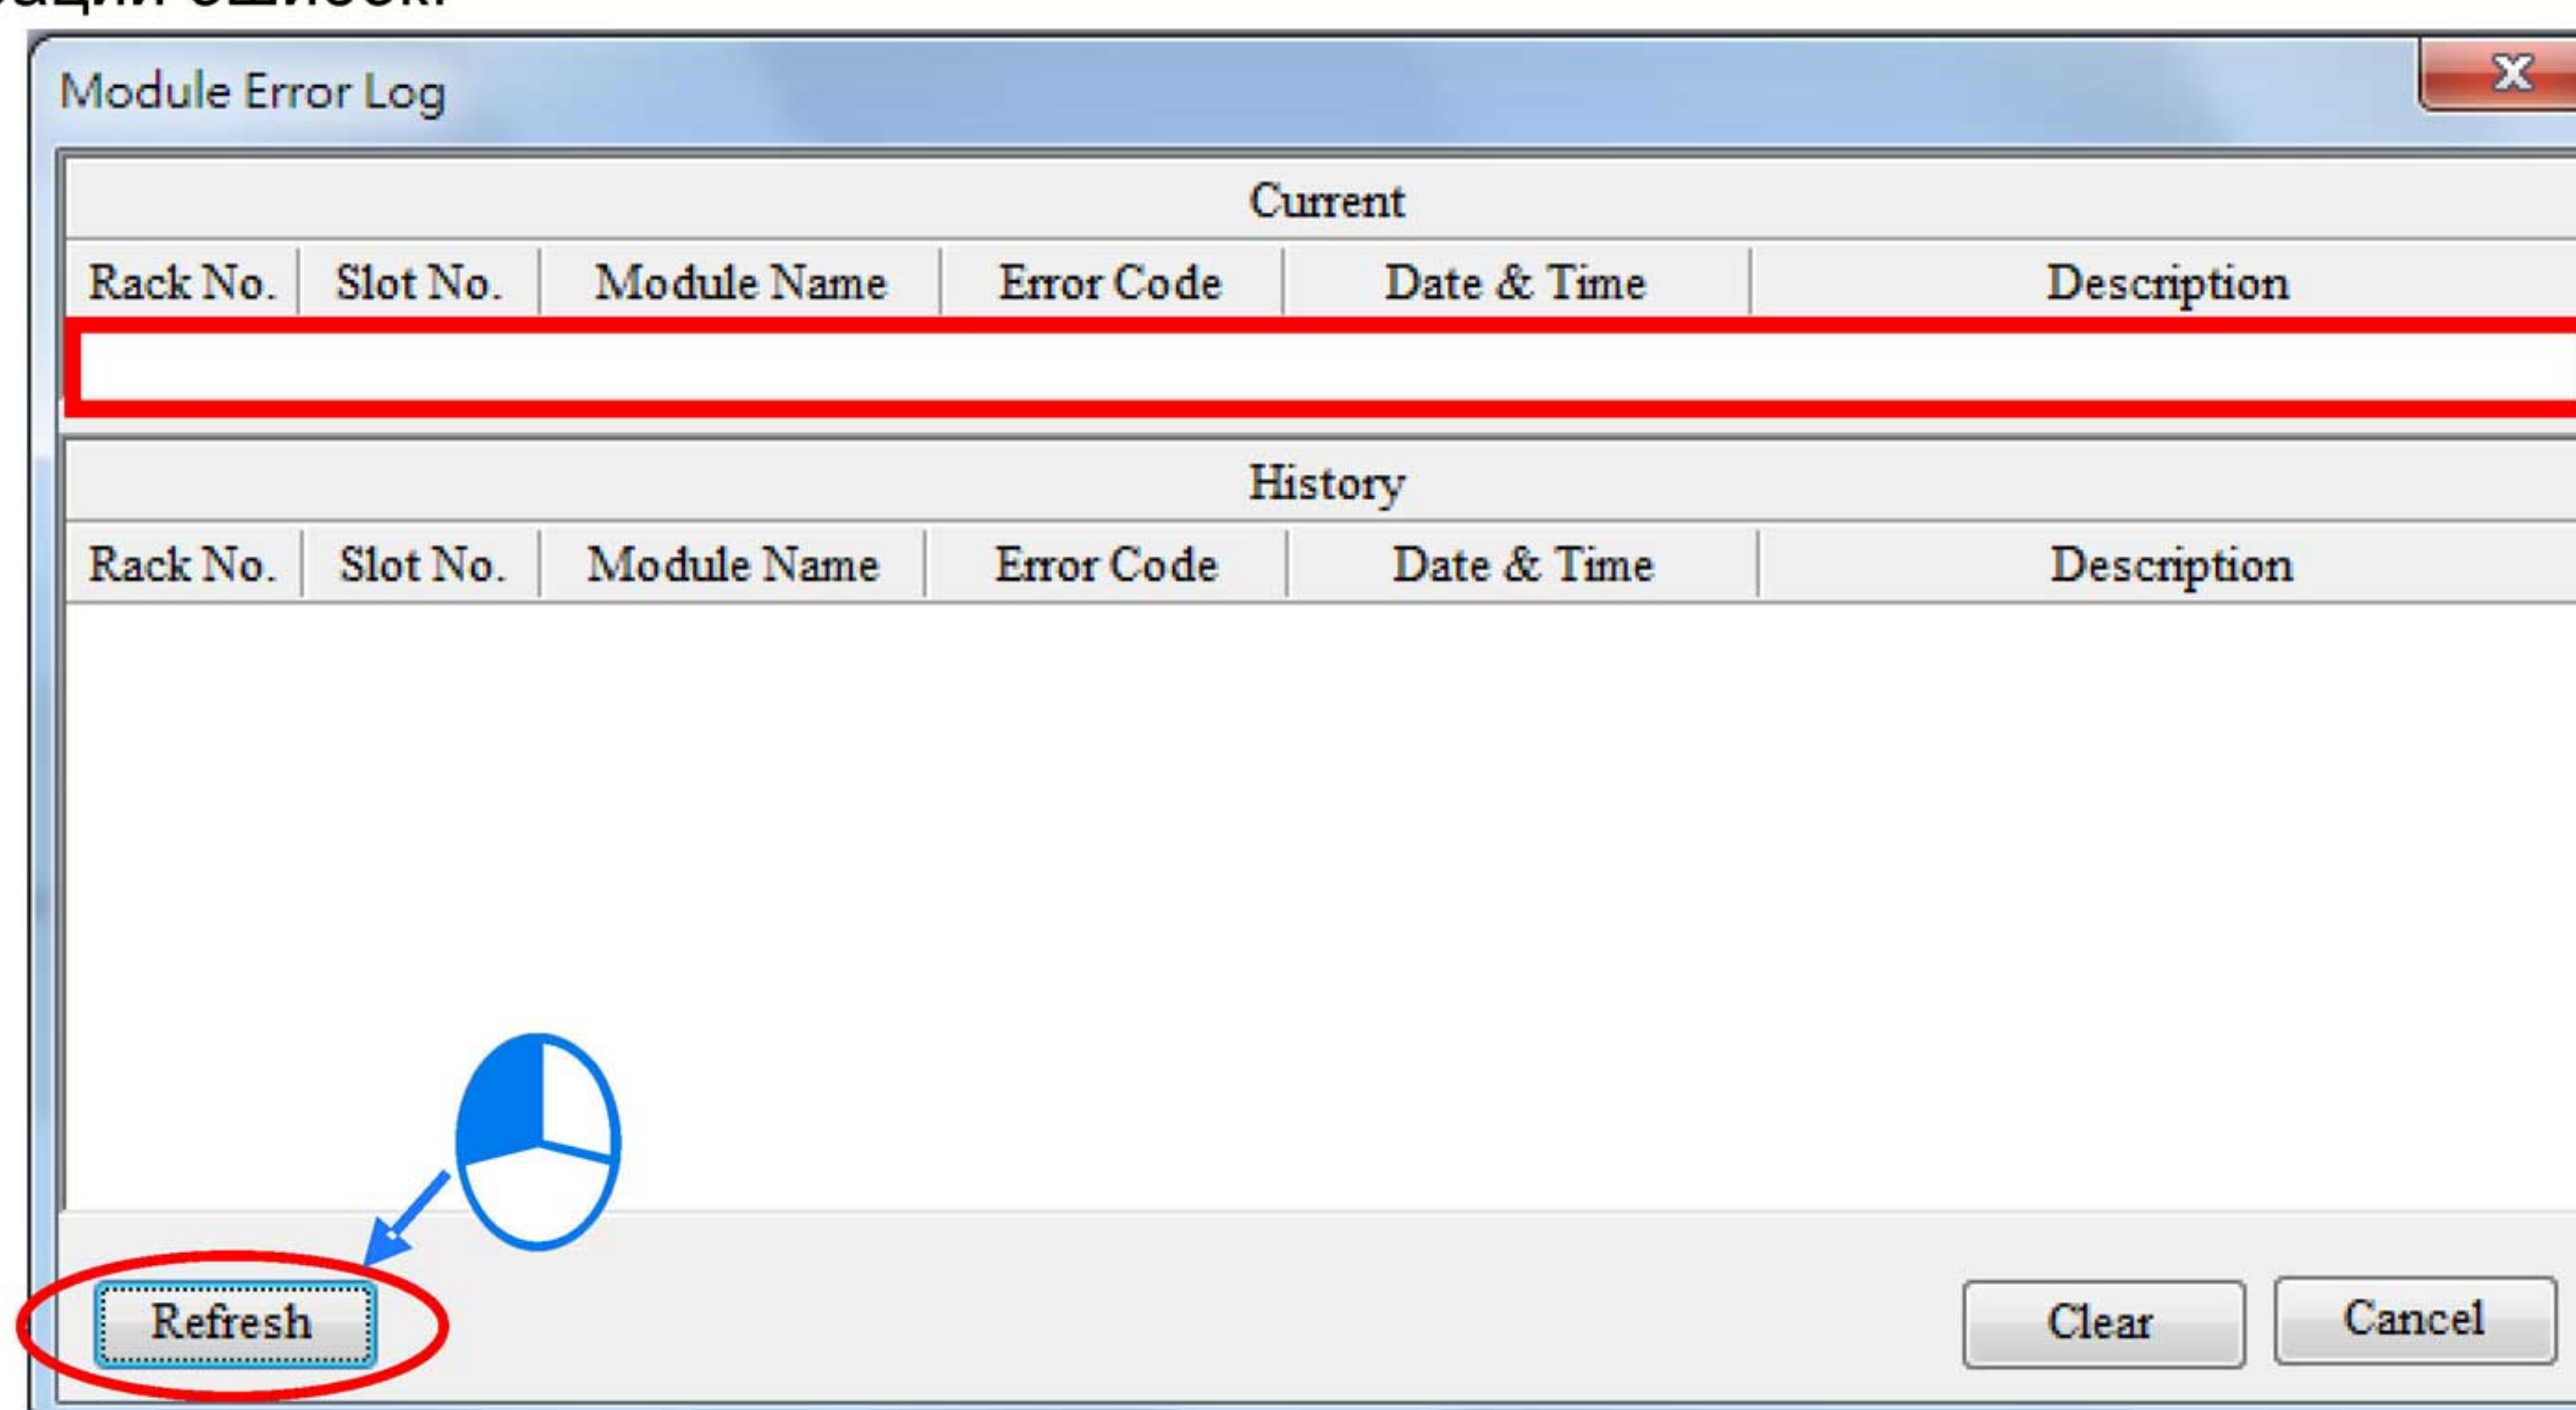 ошибок.
Module Error Log
Current
Rack No. Slot No. Module Name Error Code Date & Time Description
History
Rack No. Slot No. Module Name Error Code Date & Time Description
Refresh Clear Cancel